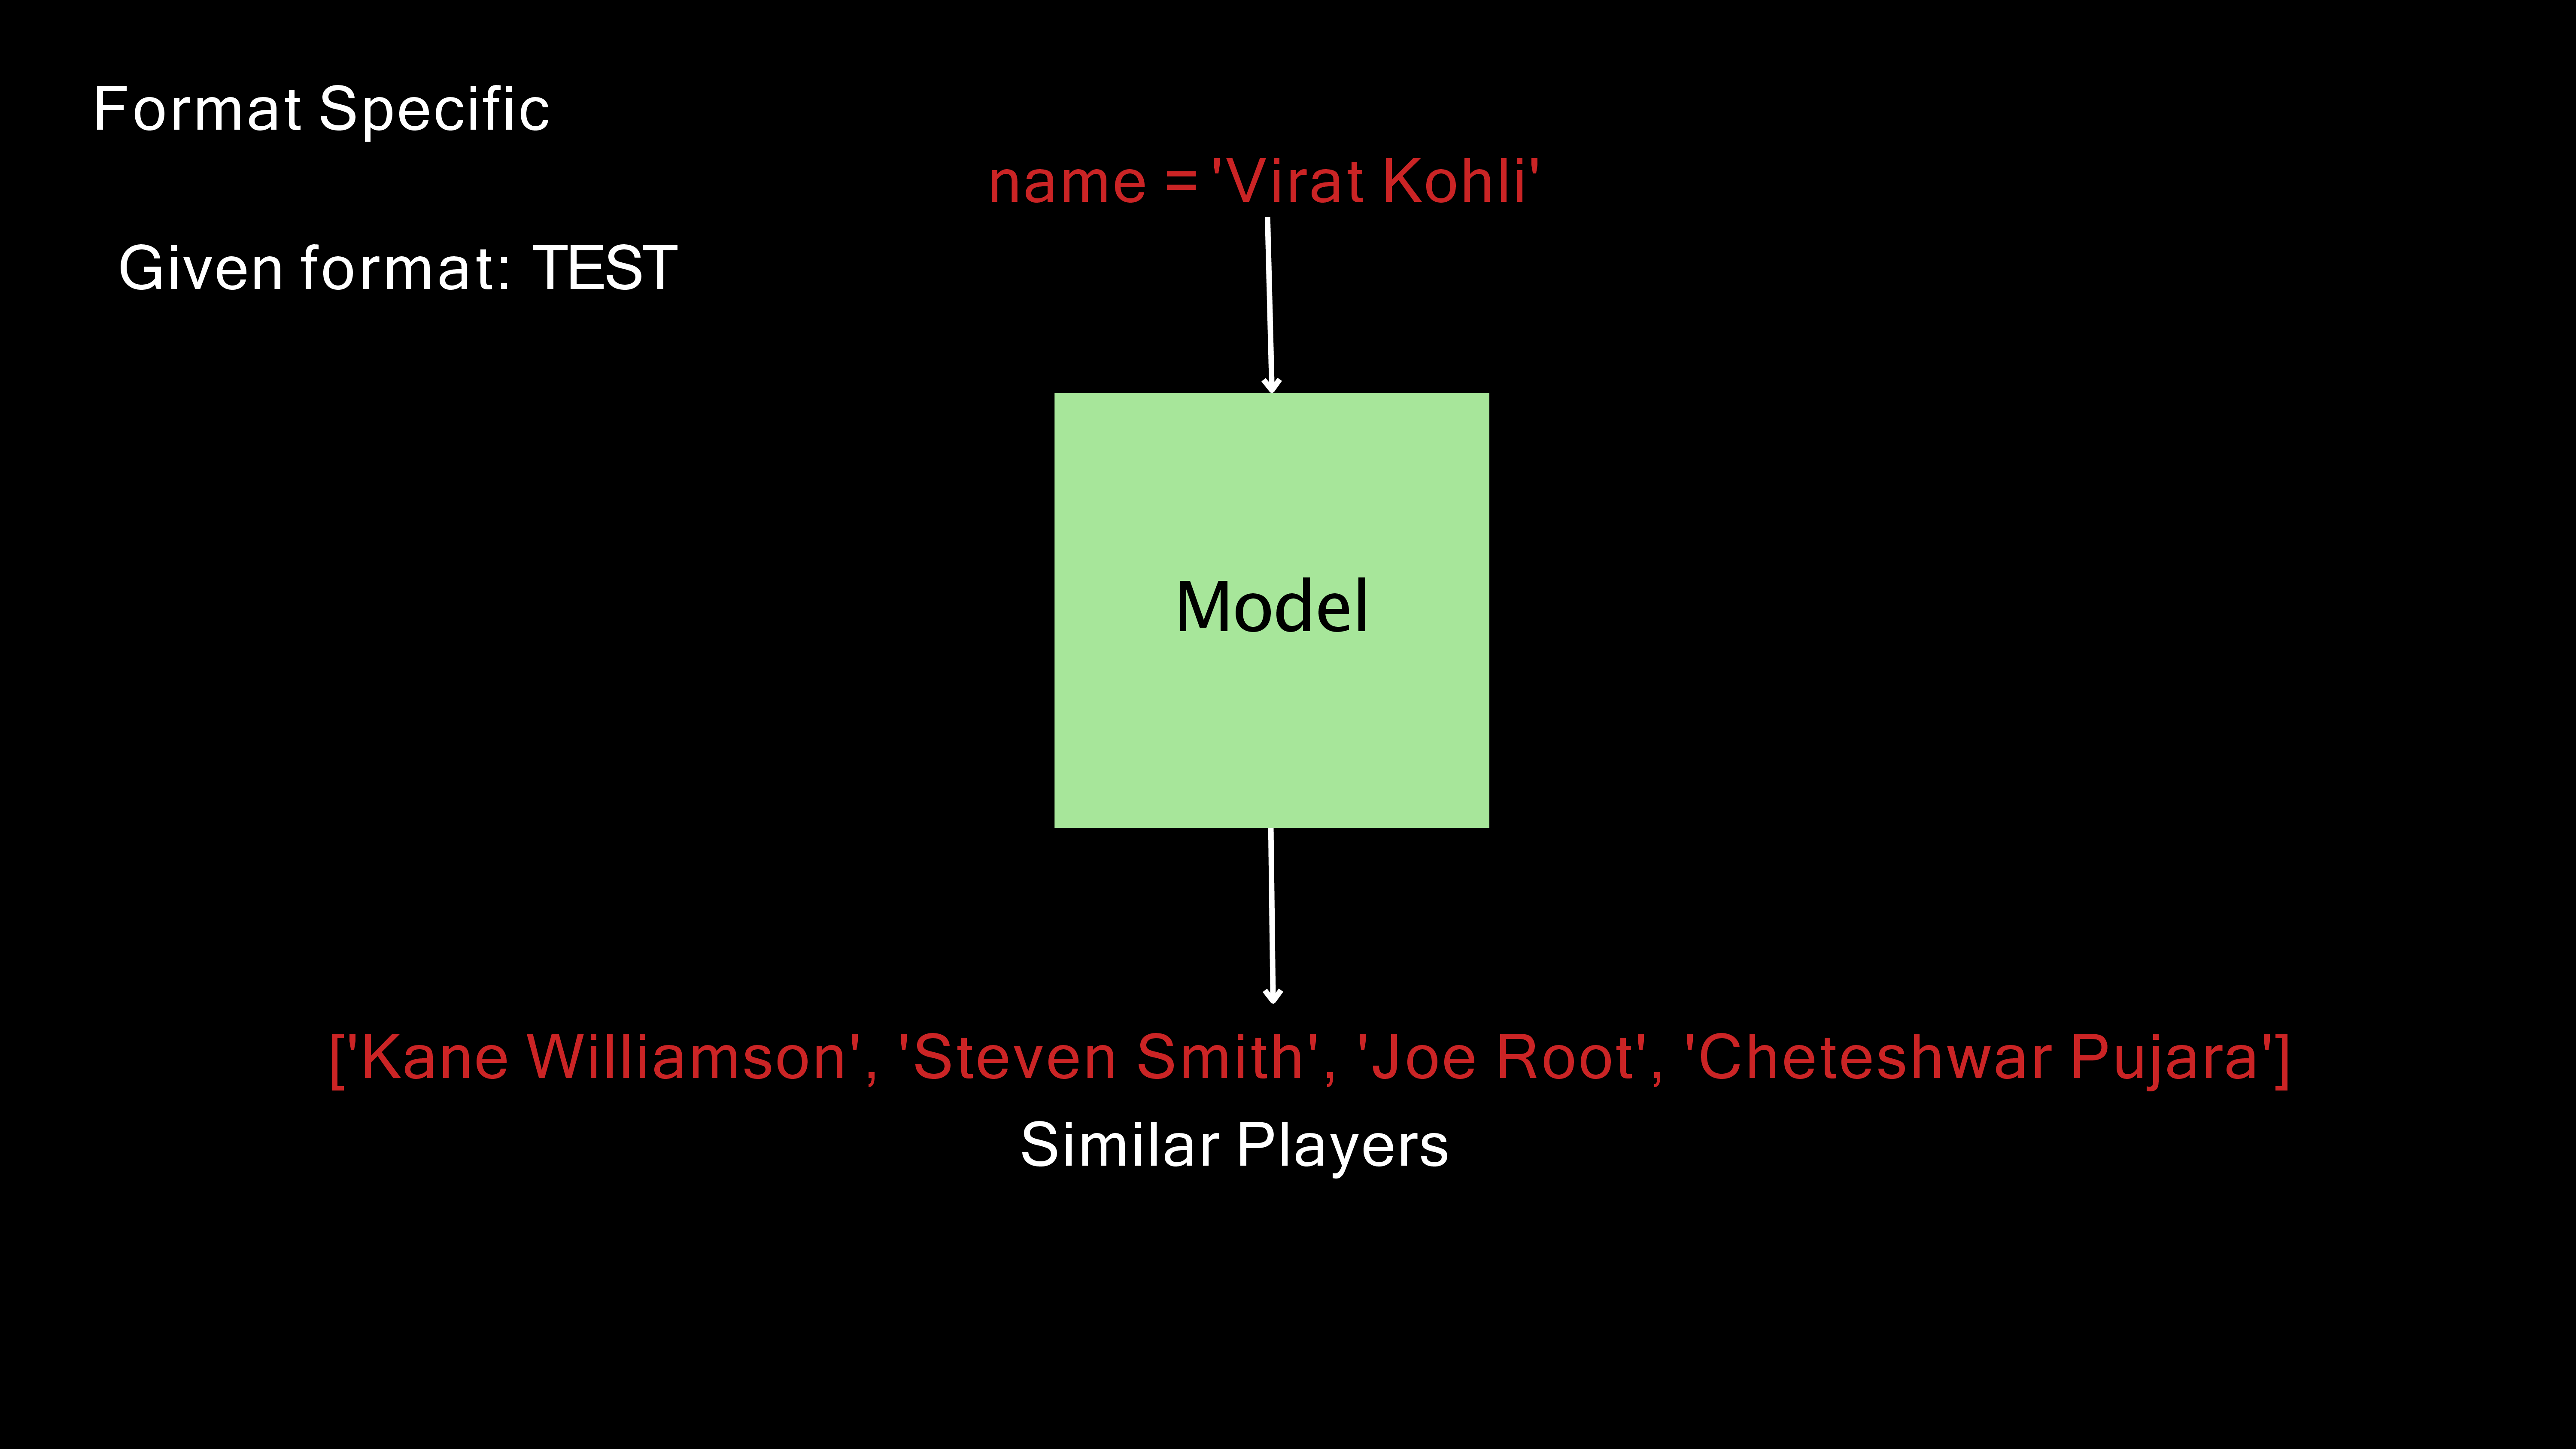 Format Specific
name = 'Virat Kohli'
Given format: TEST
Model
['Kane Williamson', 'Steven Smith', 'Joe Root', 'Cheteshwar Pujara']
Similar Players